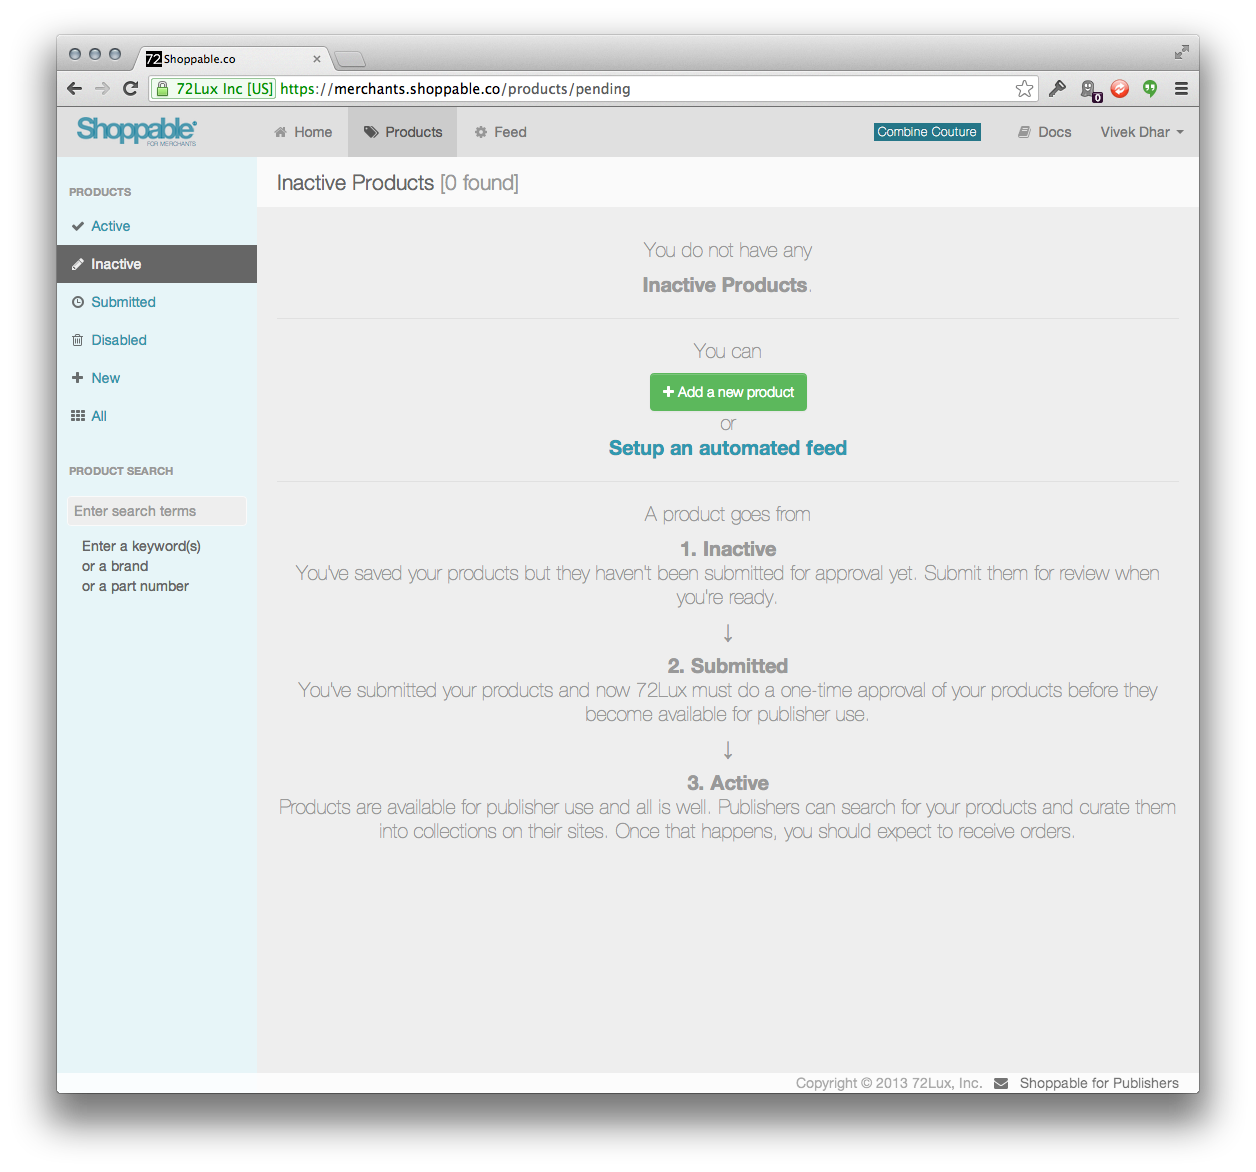 72 Shoppable.co
72Lux Inc [US] https://merchants.shoppable.co/products/pending
0
Shoppable
FOR MERCHANTS
Home
Products
Feed
Combine Couture
Docs
Vivek Dhar
PRODUCTS
Active
Inactive
Submitted
Disabled
New
All
PRODUCT SEARCH
Enter search terms
Enter a keyword(s)
or a brand
or a part number
Inactive Products [0 found]
You do not have any
Inactive Products.
You can
Add a new product
or
Setup an automated feed
A product goes from
1. Inactive
You've saved your products but they haven't been submitted for approval yet. Submit them for review when
you're ready.
↓
2. Submitted
You've submitted your products and now 72Lux must do a one-time approval of your products before they
become available for publisher use.
↓
3. Active
Products are available for publisher use and all is well. Publishers can search for your products and curate them
into collections on their sites. Once that happens, you should expect to receive orders.
Copyright © 2013 72Lux, Inc.
Shoppable for Publishers